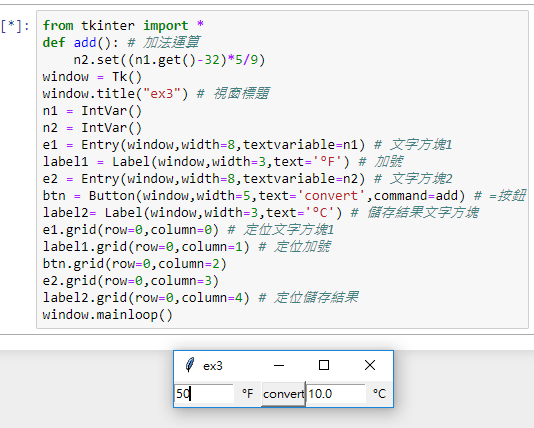 [*]: from tkinter import *
def add(): # 加法運算
    n2.set((n1.get()-32)*5/9)
window = Tk()
window.title("ex3") # 視窗標題
n1 = IntVar()
n2 = IntVar()
e1 = Entry(window,width=8,textvariable=n1) # 文字方塊1
label1 = Label(window,width=3,text='°F') # 加號
e2 = Entry(window,width=8,textvariable=n2) # 文字方塊2
btn = Button(window,width=5,text='convert',command=add) # =按鈕
label2= Label(window,width=3,text='°C') # 儲存結果文字方塊
e1.grid(row=0,column=0) # 定位文字方塊1
label1.grid(row=0,column=1) # 定位加號
btn.grid(row=0,column=2)
e2.grid(row=0,column=3)
label2.grid(row=0,column=4) # 定位儲存結果
window.mainloop()
ex3
50 °F convert 10.0 °C